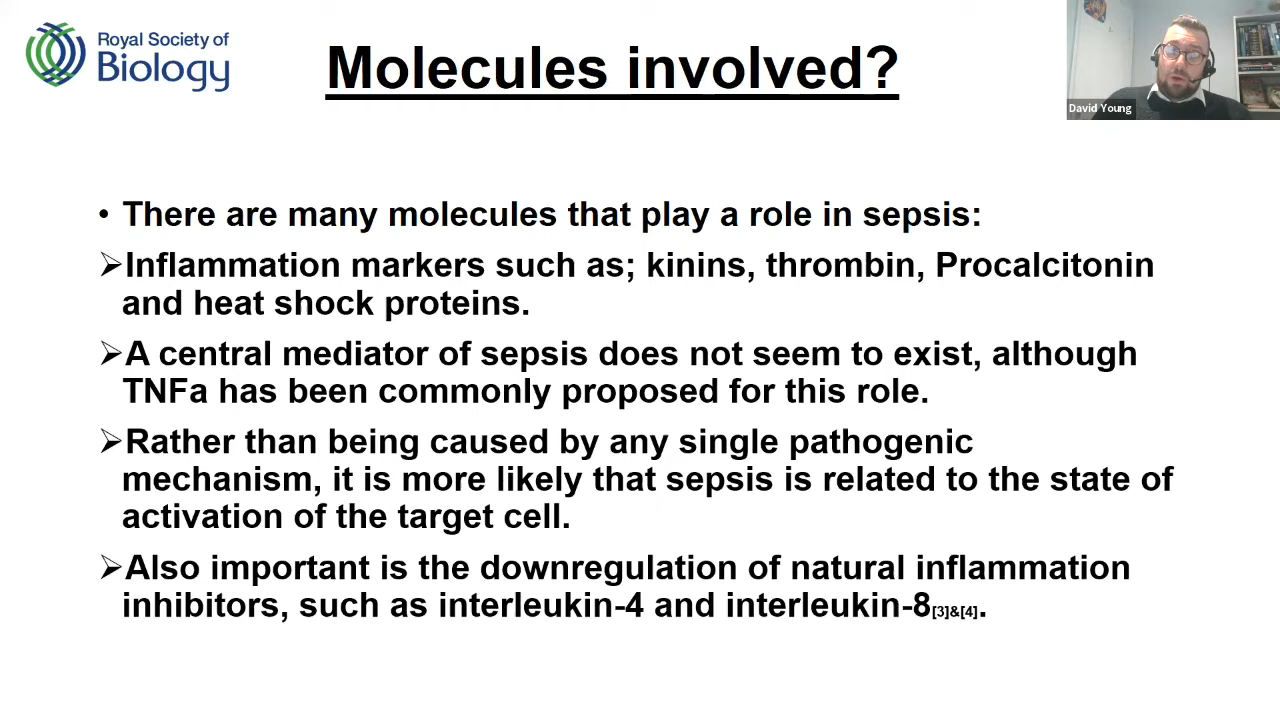 Royal Society of
Biology
Molecules involved?
David Young
• There are many molecules that play a role in sepsis:
➢Inflammation markers such as; kinins, thrombin, Procalcitonin
and heat shock proteins.
➢A central mediator of sepsis does not seem to exist, although
TNFa has been commonly proposed for this role.
➢Rather than being caused by any single pathogenic
mechanism, it is more likely that sepsis is related to the state of
activation of the target cell.
➢Also important is the downregulation of natural inflammation
inhibitors, such as interleukin-4 and interleukin-8[3]&[4].